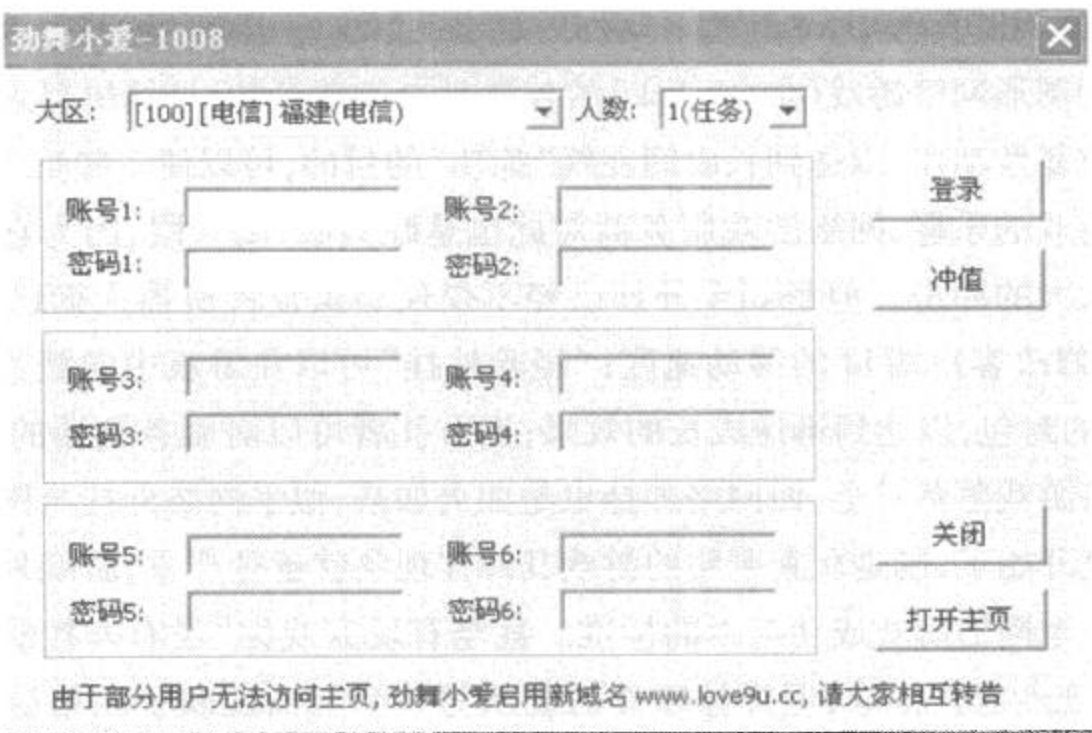 劲舞小爱-1008
大区: [100][电信] 福建(电信) 人数: 1(任务)
账号1: 账号2: 登录
密码1: 密码2: 冲值
账号3: 账号4:
密码3: 密码4:
账号5: 账号6: 关闭
密码5: 密码6: 打开主页
由于部分用户无法访问主页, 劲舞小爱启用新域名 www.love9u.cc, 请大家相互转告